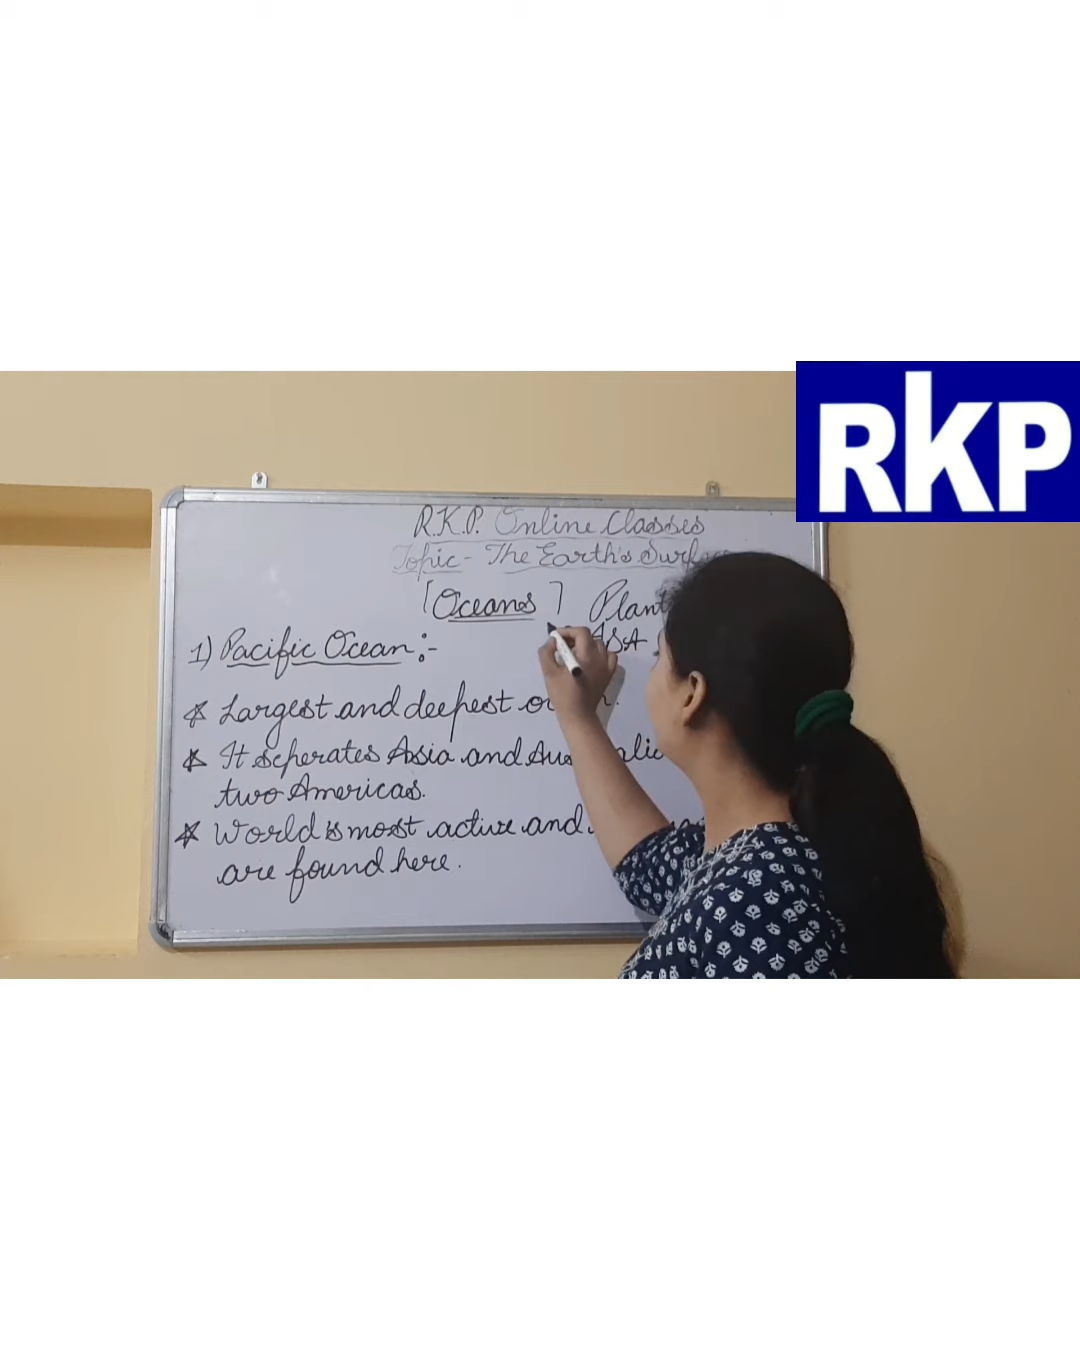 RKP
R.K.P. Online Classes
Topic - The Earth's
[Oceans]
1) Pacific Ocean :-
☆ Largest and deepest
☆ It seperates Asia and
two Americas.
☆ World's most active and
are found here.